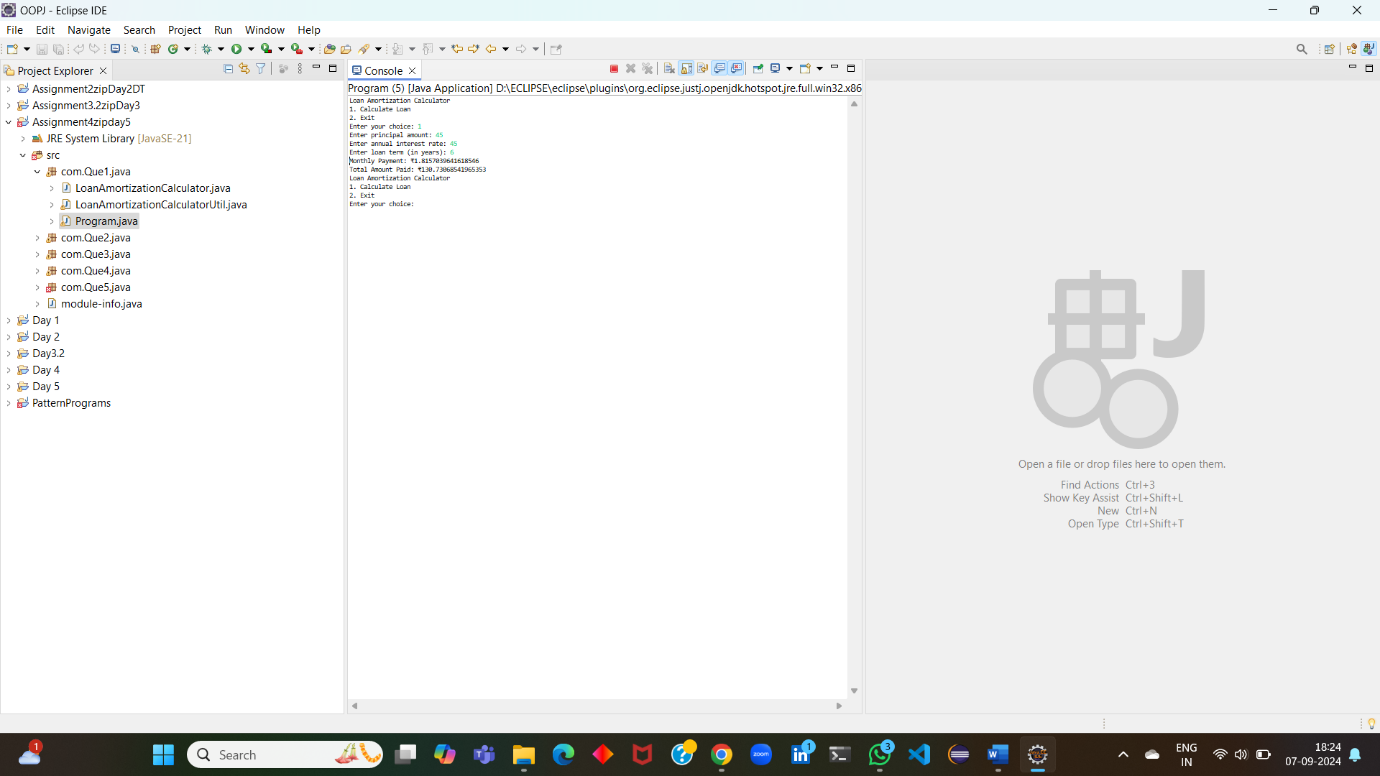 OOPJ - Eclipse IDE
File Edit Navigate Search Project Run Window Help
Project Explorer
Assignment2zipDay2DT
Assignment3.2zipDay3
Assignment4zipday5
JRE System Library [JavaSE-21]
src
com.Que1.java
LoanAmortizationCalculator.java
LoanAmortizationCalculatorUtil.java
Program.java
com.Que2.java
com.Que3.java
com.Que4.java
com.Que5.java
module-info.java
Day 1
Day 2
Day3.2
Day 4
Day 5
PatternPrograms
Console
Program (5) [Java Application] D:\ECLIPSE\eclipse\plugins\org.eclipse.justj.openjdk.hotspot.jre.full.win32.x86
Loan Amortization Calculator
1. Calculate Loan
2. Exit
Enter your choice: 1
Enter principal amount: 45
Enter annual interest rate: 45
Enter loan term (in years): 6
Monthly Payment: ₹1.8157039641618546
Total Amount Paid: ₹130.73068541965353
Loan Amortization Calculator
1. Calculate Loan
2. Exit
Enter your choice:
J
Open a file or drop files here to open them.
Find Actions Ctrl+3
Show Key Assist Ctrl+Shift+L
New Ctrl+N
Open Type Ctrl+Shift+T
1
Search
zoom
1
3
ENG
IN
18:24
07-09-2024